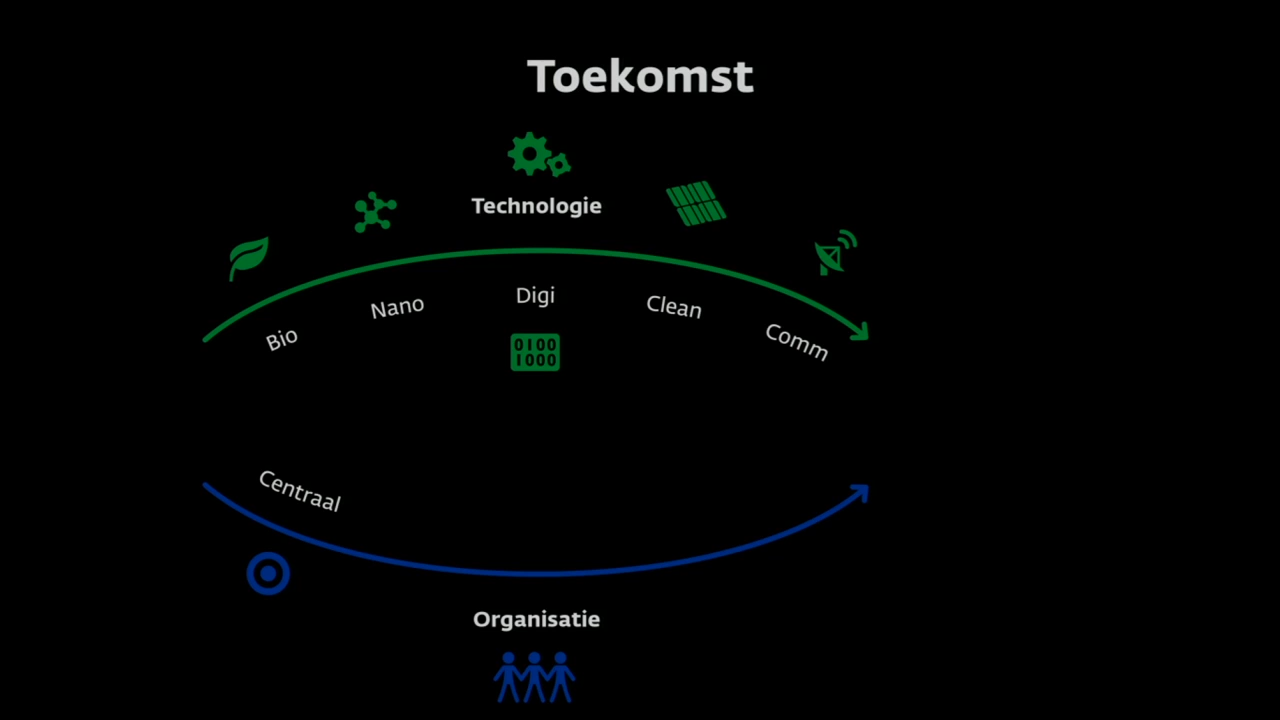 Toekomst
Technologie
Bio
Nano
Digi
Clean
Comm
0100
1000
Centraal
Organisatie